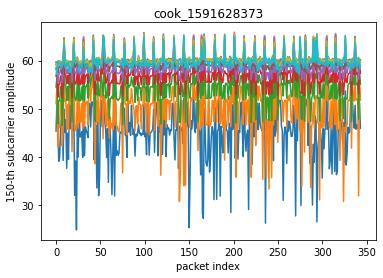 cook_1591628373
150-th subcarrier amplitude
60
50
40
30
0 50 100 150 200 250 300 350
packet index